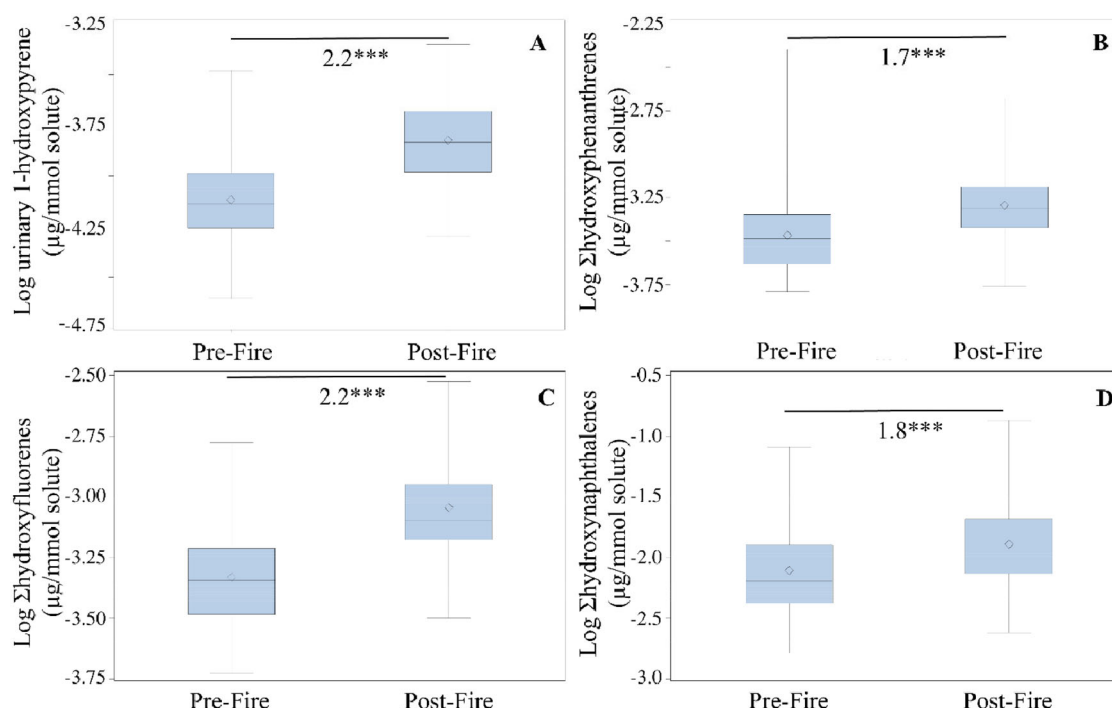 Log urinary 1-hydroxypyrene
(µg/mmol solute)
-3.25
-3.75
-4.25
-4.75
2.2***
A
Pre-Fire
Post-Fire
Log Σhydroxyphenanthrenes
(µg/mmol solute)
-2.25
-2.75
-3.25
-3.75
1.7***
B
Pre-Fire
Post-Fire
Log Σhydroxyfluorenes
(µg/mmol solute)
-2.50
-2.75
-3.00
-3.25
-3.50
-3.75
2.2***
C
Pre-Fire
Post-Fire
Log Σhydroxynaphthalenes
(µg/mmol solute)
-0.5
-1.0
-1.5
-2.0
-2.5
-3.0
1.8***
D
Pre-Fire
Post-Fire